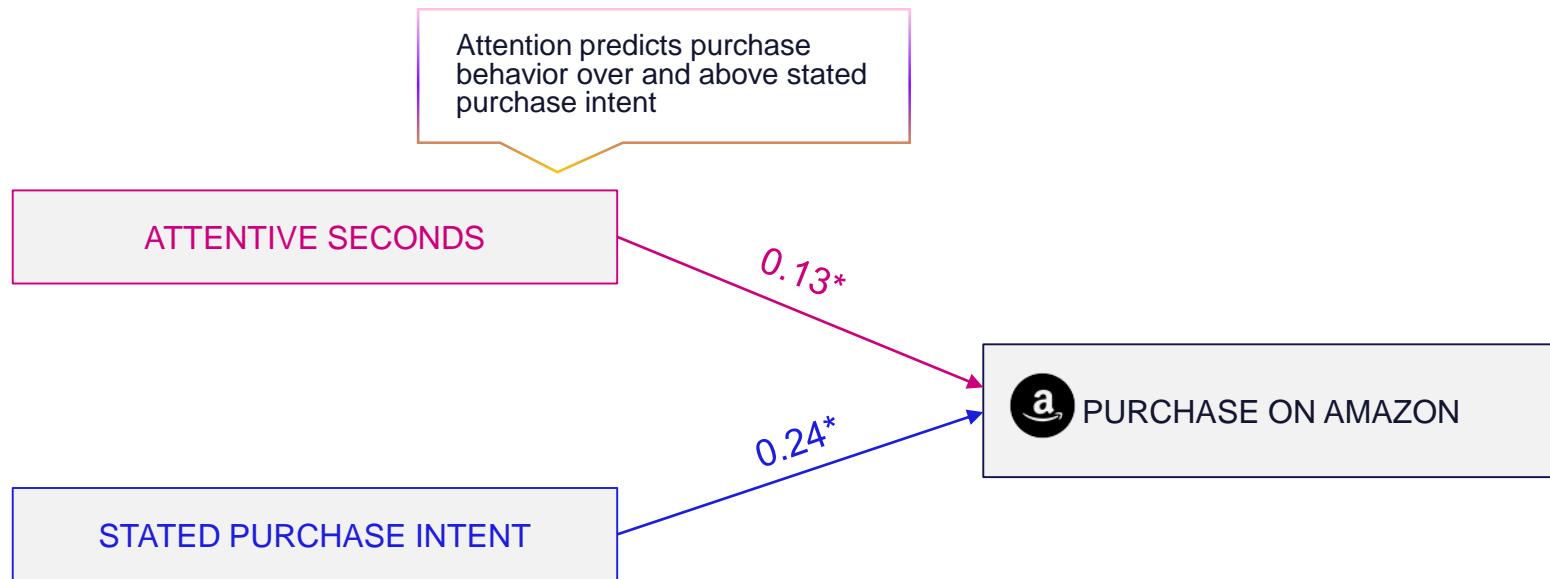 Attention predicts purchase
behavior over and above stated
purchase intent
ATTENTIVE SECONDS
0.13*
a
PURCHASE ON AMAZON
0.24*
STATED PURCHASE INTENT